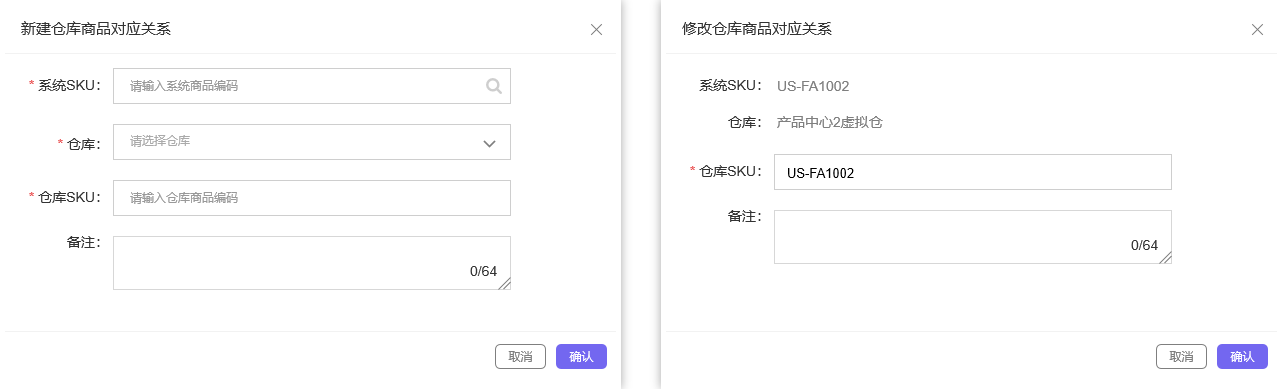 新建仓库商品对应关系
* 系统SKU： 请输入系统商品编码
* 仓库： 请选择仓库
* 仓库SKU： 请输入仓库商品编码
备注：
0/64
取消 确认
修改仓库商品对应关系
系统SKU： US-FA1002
仓库： 产品中心2虚拟仓
* 仓库SKU： US-FA1002
备注：
0/64
取消 确认